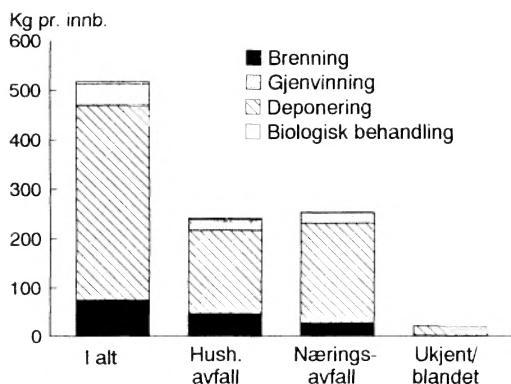 Kg pr. innb.
600
500
400
300
200
100
0
Brenning
Gjenvinning
Deponering
Biologisk behandling
I alt
Hush.
avfall
Nærings-
avfall
Ukjent/
blandet